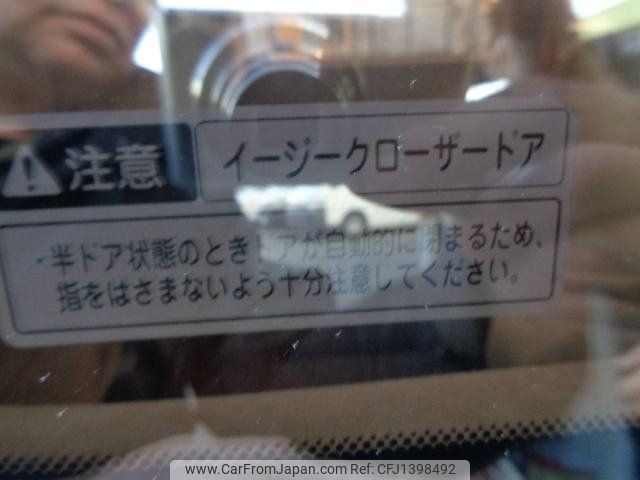 注意
イージークローザードア
・半ドア状態のときドアが自動的に閉まるため、
指をはさまないよう十分注意してください。
www.CarFromJapan.com | ID: CFJ1398492